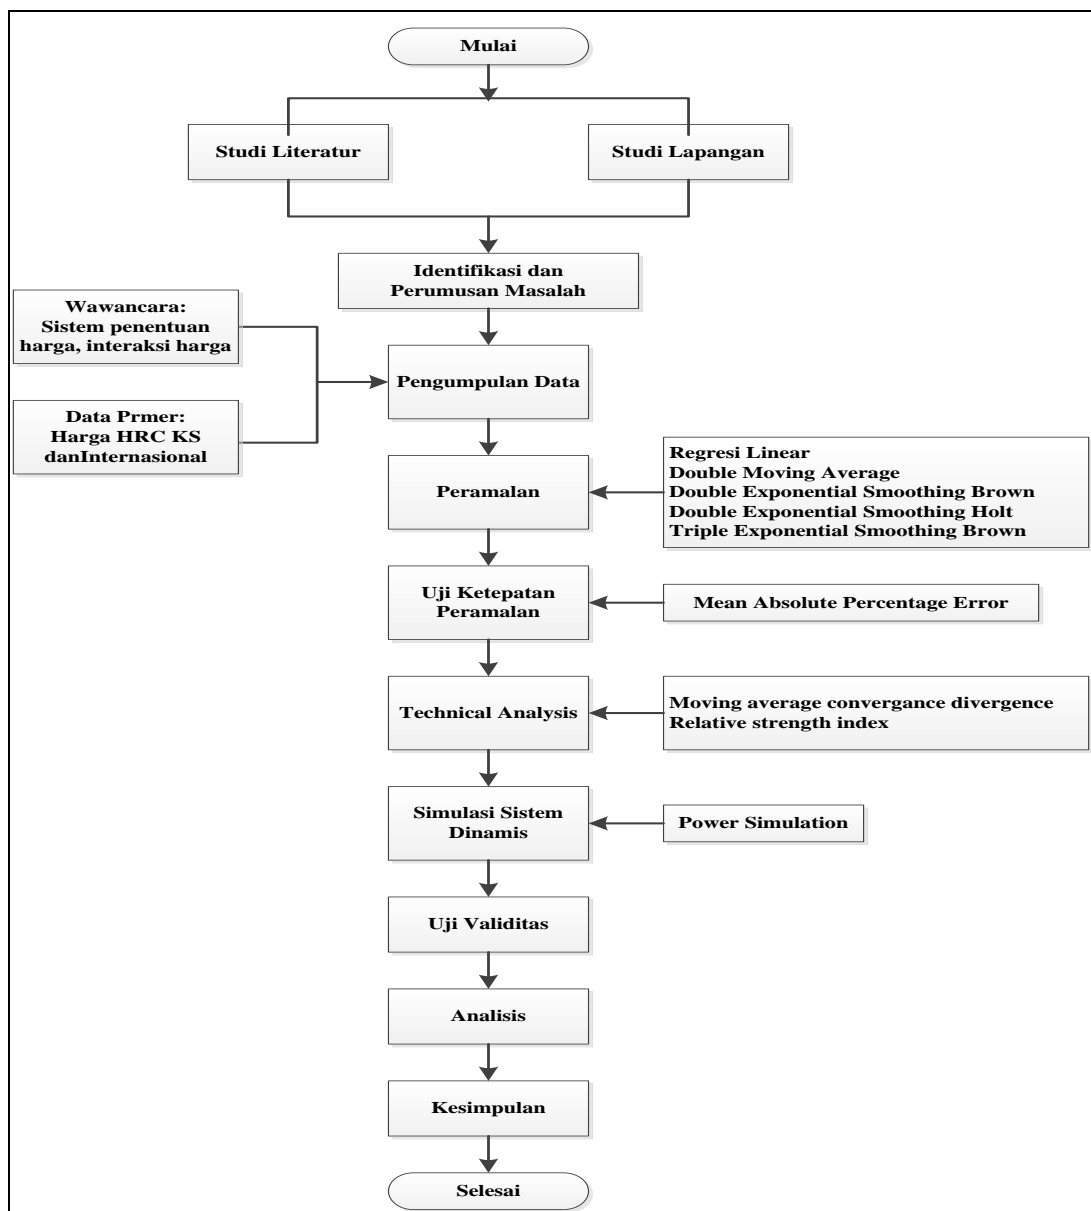 Mulai
Studi Literatur
Studi Lapangan
Identifikasi dan
Perumusan Masalah
Wawancara:
Sistem penentuan
harga, interaksi harga
Pengumpulan Data
Data Prmer:
Harga HRC KS
danInternasional
Peramalan
Regresi Linear
Double Moving Average
Double Exponential Smoothing Brown
Double Exponential Smoothing Holt
Triple Exponential Smoothing Brown
Uji Ketepatan
Peramalan
Mean Absolute Percentage Error
Technical Analysis
Moving average convergance divergence
Relative strength index
Simulasi Sistem
Dinamis
Power Simulation
Uji Validitas
Analisis
Kesimpulan
Selesai